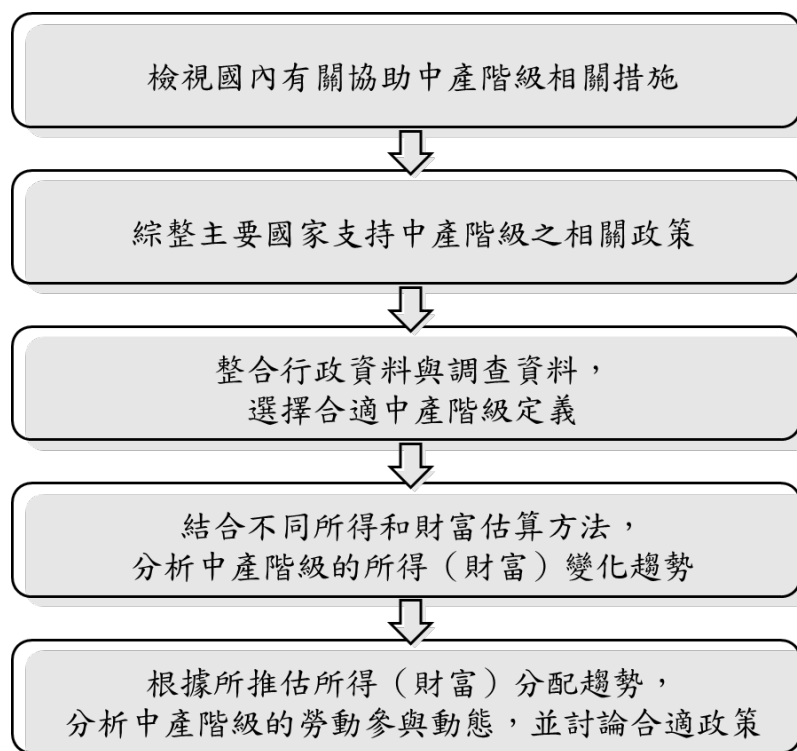 檢視國內有關協助中產階級相關措施
綜整主要國家支持中產階級之相關政策
整合行政資料與調查資料，
選擇合適中產階級定義
結合不同所得和財富估算方法，
分析中產階級的所得（財富）變化趨勢
根據所推估所得（財富）分配趨勢，
分析中產階級的勞動參與動態，並討論合適政策